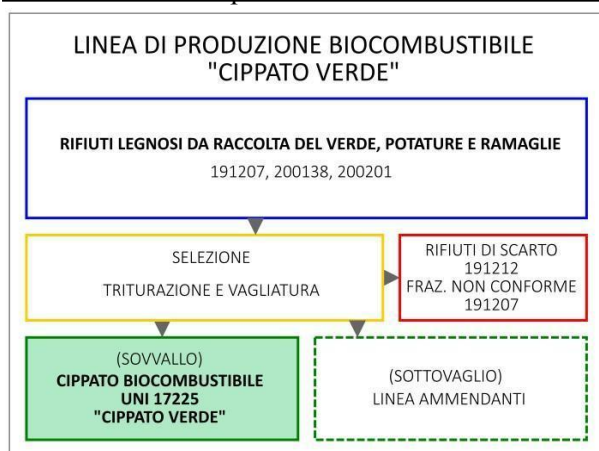 LINEA DI PRODUZIONE BIOCOMBUSTIBILE
"CIPPATO VERDE"
RIFIUTI LEGNOSI DA RACCOLTA DEL VERDE, POTATURE E RAMAGLIE
191207, 200138, 200201
SELEZIONE
TRITURAZIONE E VAGLIATURA
RIFIUTI DI SCARTO
191212
FRAZ. NON CONFORME
191207
(SOVVALLO)
CIPPATO BIOCOMBUSTIBILE
UNI 17225
"CIPPATO VERDE"
(SOTTOVAGLIO)
LINEA AMMENDANTI